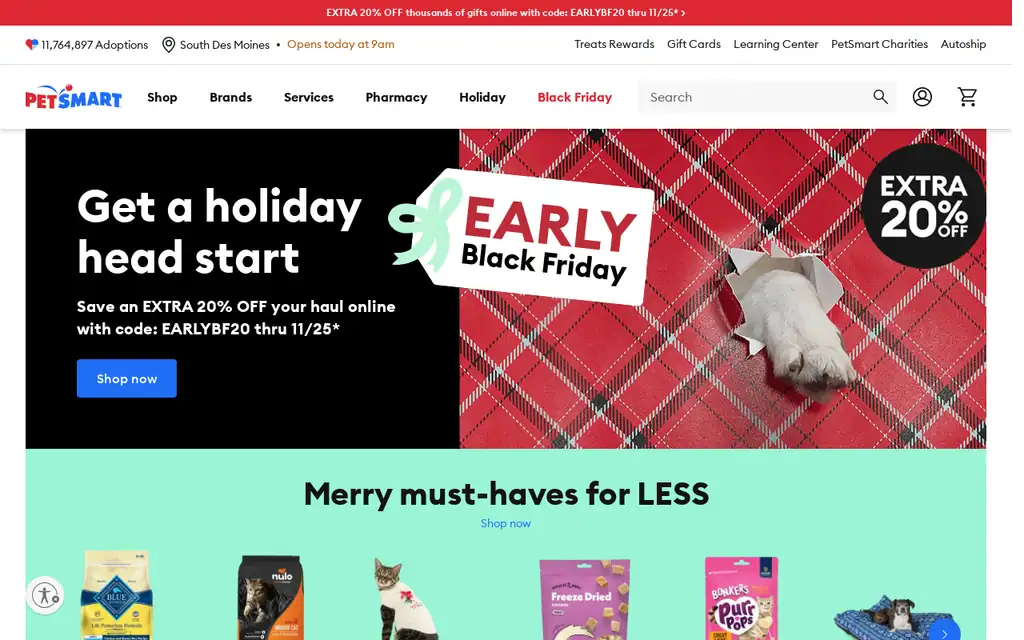 EXTRA 20% OFF thousands of gifts online with code: EARLYBF20 thru 11/25* >
11,764,897 Adoptions
South Des Moines • Opens today at 9am
Treats Rewards
Gift Cards
Learning Center
PetSmart Charities
Autoship
PETSMART
Shop
Brands
Services
Pharmacy
Holiday
Black Friday
Search
Get a holiday
head start
Save an EXTRA 20% OFF your haul online
with code: EARLYBF20 thru 11/25*
Shop now
EARLY
Black Friday
EXTRA
20% OFF
Merry must-haves for LESS
Shop now
BLUE
nulo
Freeze Dried
BONKERS
Purr
Pops